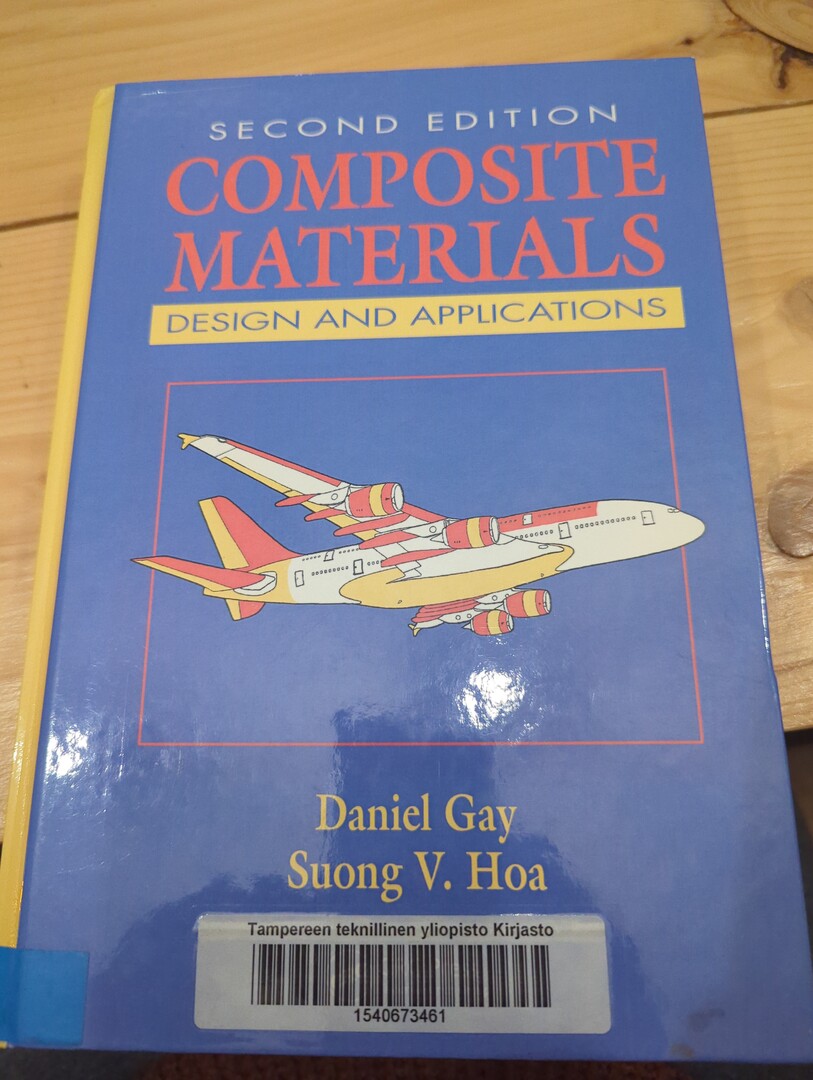 SECOND EDITION
COMPOSITE
MATERIALS
DESIGN AND APPLICATIONS
Daniel Gay
Suong V. Hoa
Tampereen teknillinen yliopisto Kirjasto
1540673461